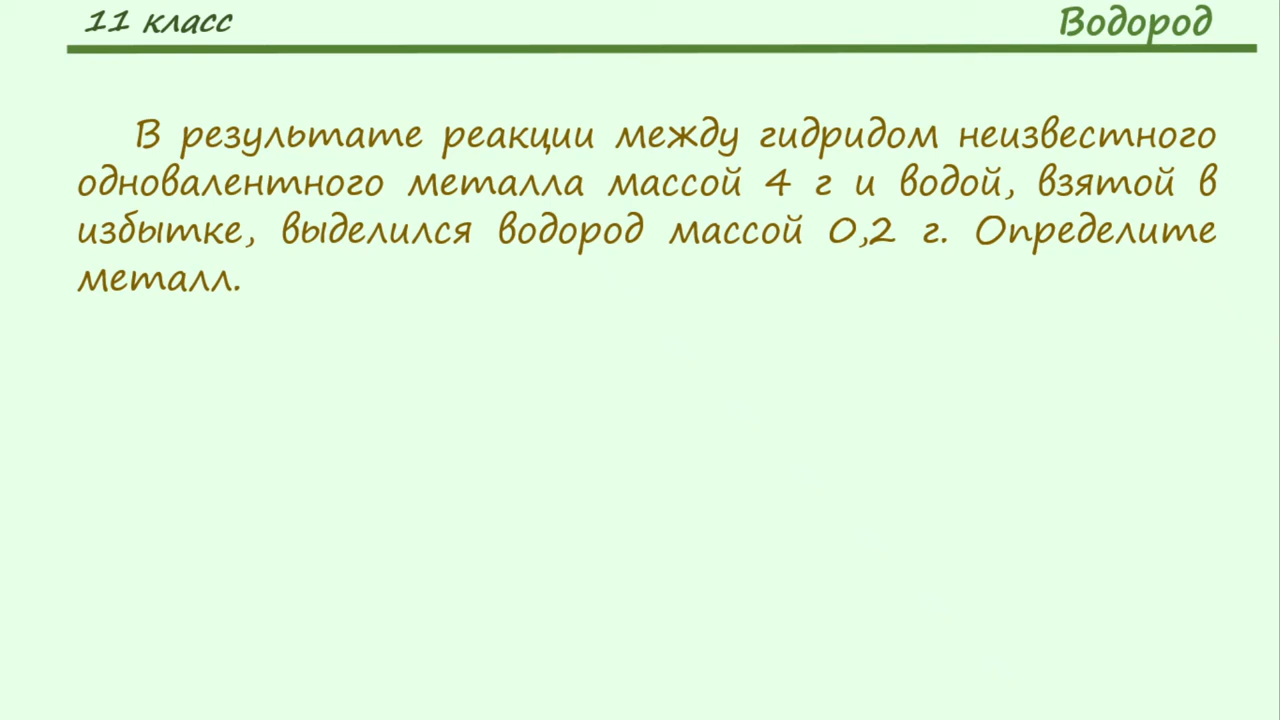 11 класс
Водород
В результате реакции между гидридом неизвестного
одновалентного металла массой 4 г и водой, взятой в
избытке, выделился водород массой 0,2 г. Определите
металл.